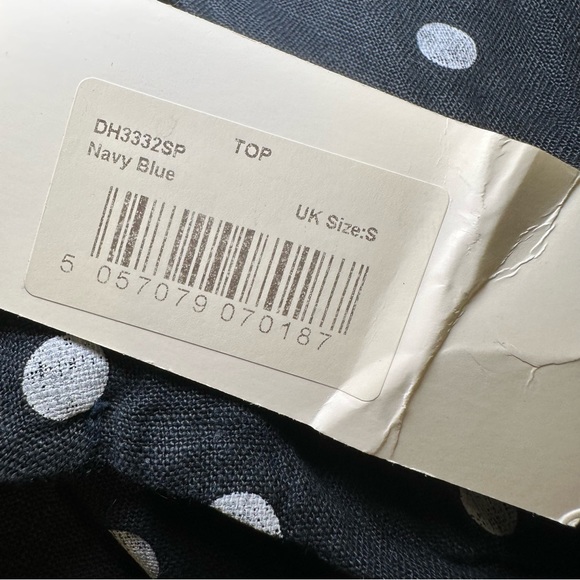 DH3332SP TOP
Navy Blue
UK Size:S
5 057079 070187